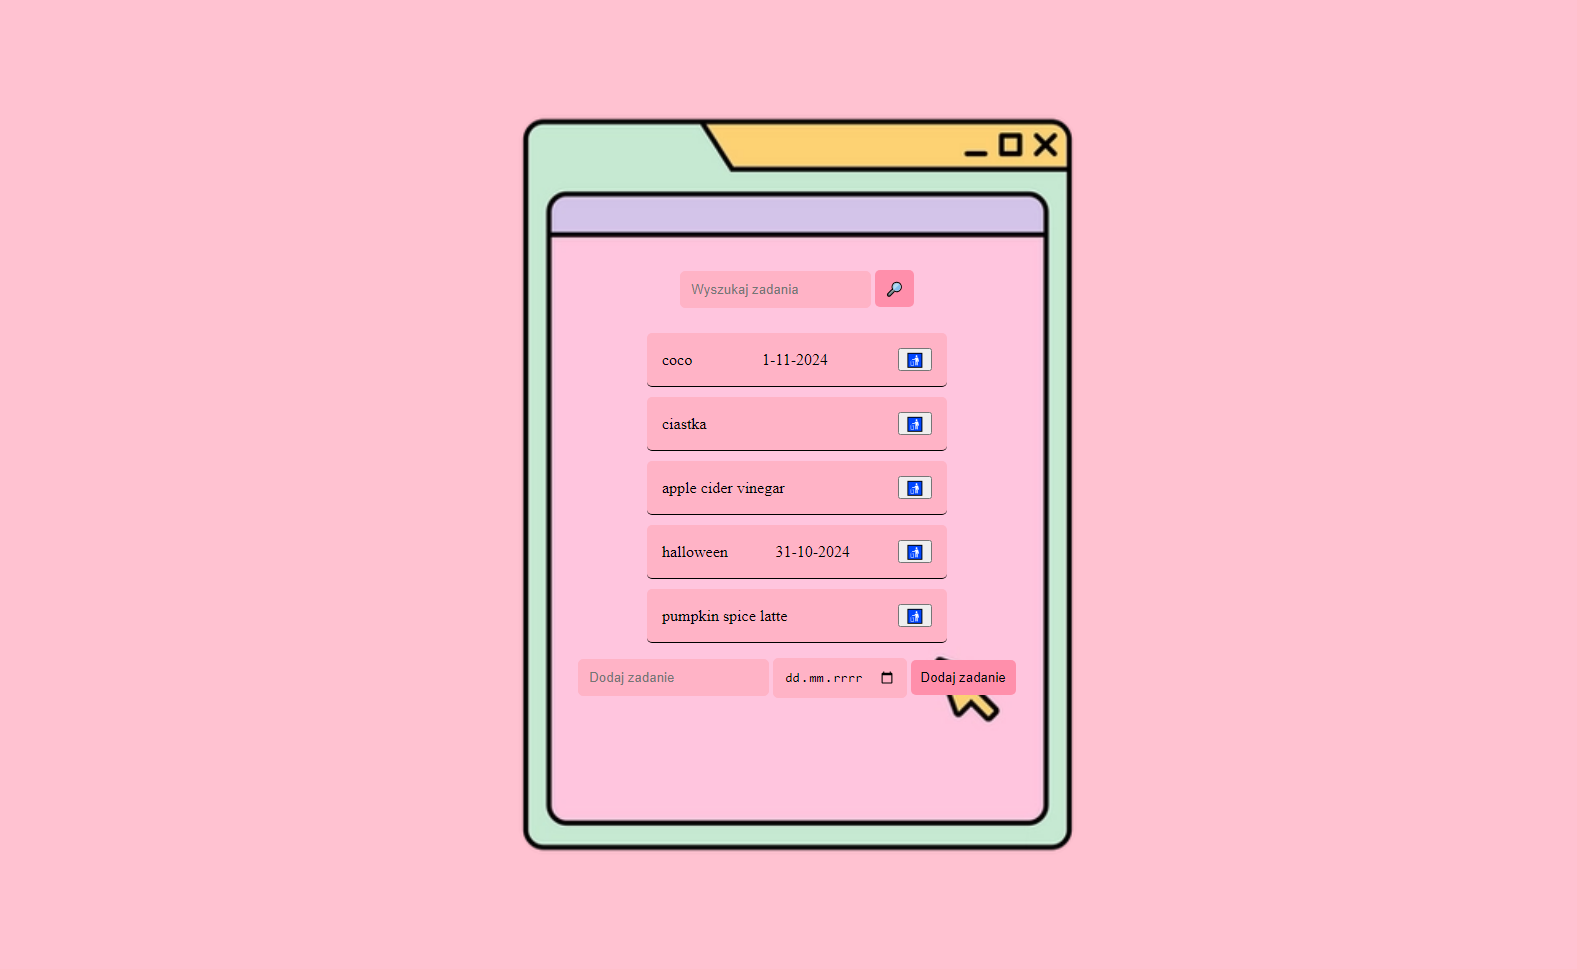 Wyszukaj zadania
coco 1-11-2024
ciastka
apple cider vinegar
halloween 31-10-2024
pumpkin spice latte
Dodaj zadanie dd.mm.rrrr Dodaj zadanie